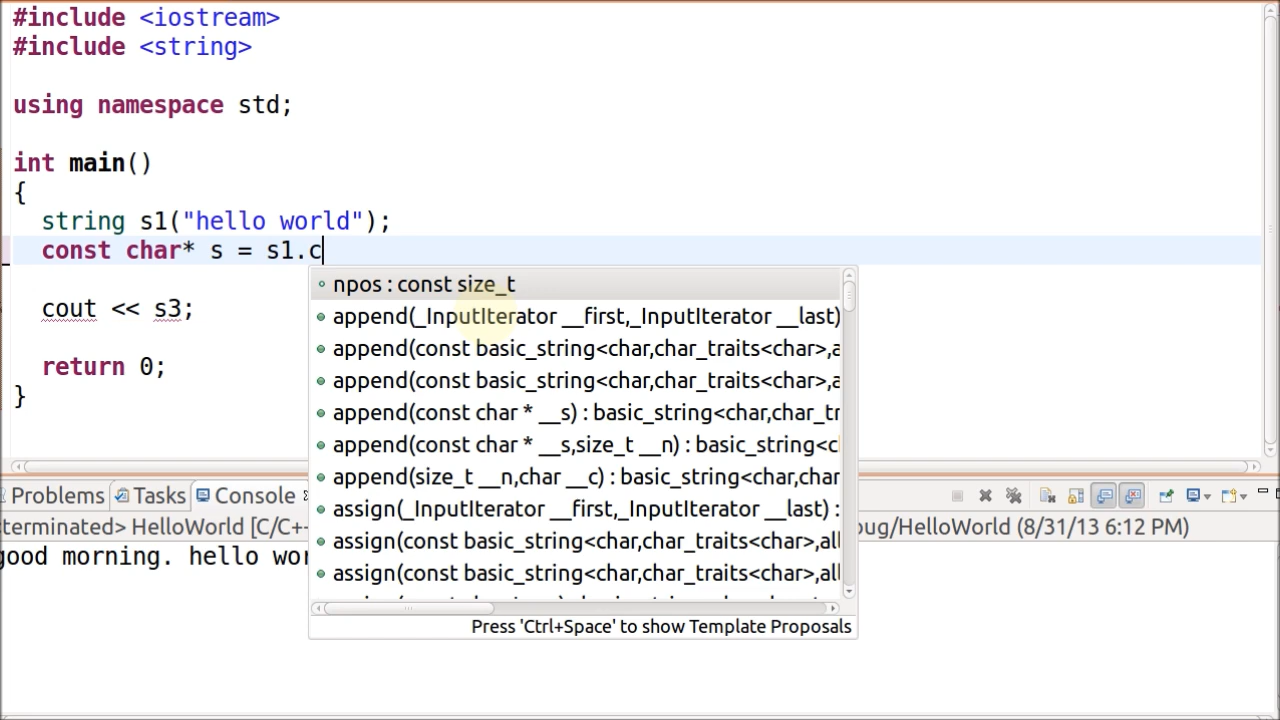 #include <iostream>
#include <string>
using namespace std;
int main()
{
string s1("hello world");
const char* s = s1.c
npos : const size_t
append(_InputIterator __first,_InputIterator __last)
append(const basic_string<char,char_traits<char>,a
append(const basic_string<char,char_traits<char>,a
append(const char * __s) : basic_string<char,char_tr
append(const char * __s,size_t __n) : basic_string<c
append(size_t __n,char __c) : basic_string<char,char
assign(_InputIterator __first,_InputIterator __last) :
assign(const basic_string<char,char_traits<char>,all
assign(const basic_string<char,char_traits<char>,all
Press 'Ctrl+Space' to show Template Proposals
cout << s3;
return 0;
}
Problems Tasks Console
terminated> HelloWorld [C/C++ oug/HelloWorld (8/31/13 6:12 PM)
good morning. hello wor